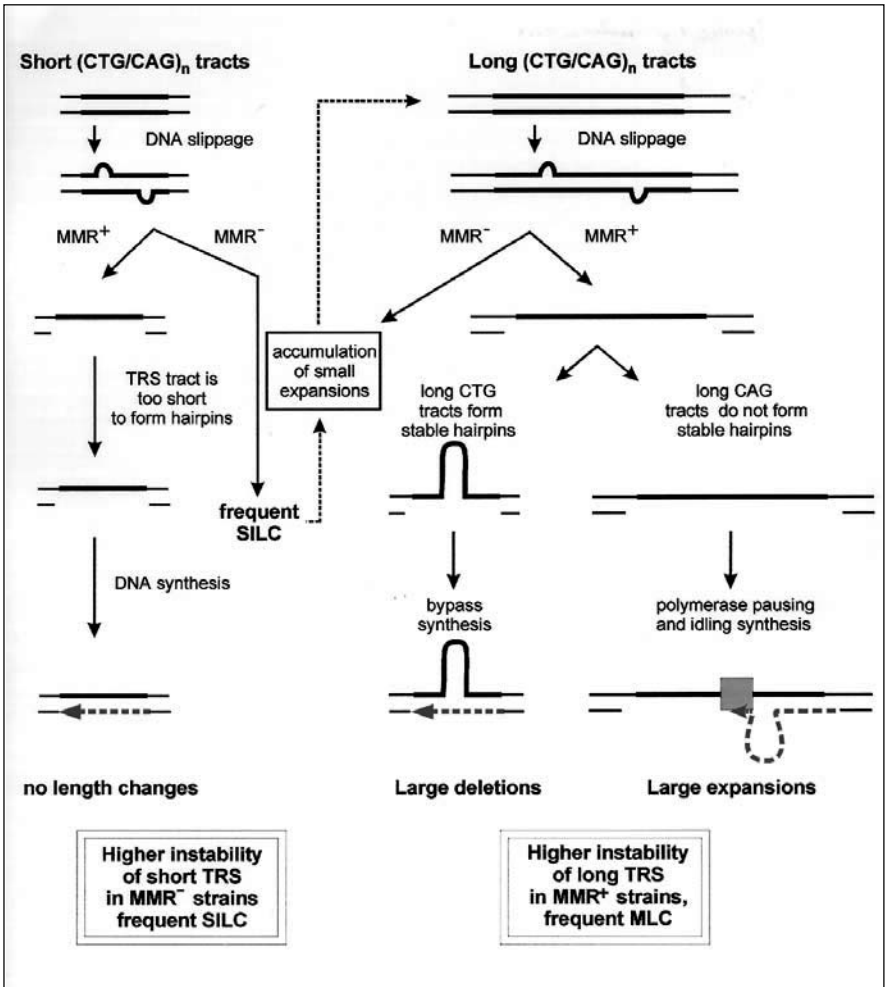 Short (CTG/CAG)n tracts
DNA slippage
MMR+
MMR-
TRS tract is
too short
to form hairpins
DNA synthesis
no length changes
frequent
SILC
accumulation
of small
expansions
Long (CTG/CAG)n tracts
DNA slippage
MMR-
MMR+
long CTG
tracts form
stable hairpins
long CAG
tracts do not form
stable hairpins
bypass
synthesis
polymerase pausing
and idling synthesis
Large deletions
Large expansions
Higher instability
of short TRS
in MMR- strains
frequent SILC
Higher instability
of long TRS
in MMR+ strains,
frequent MLC